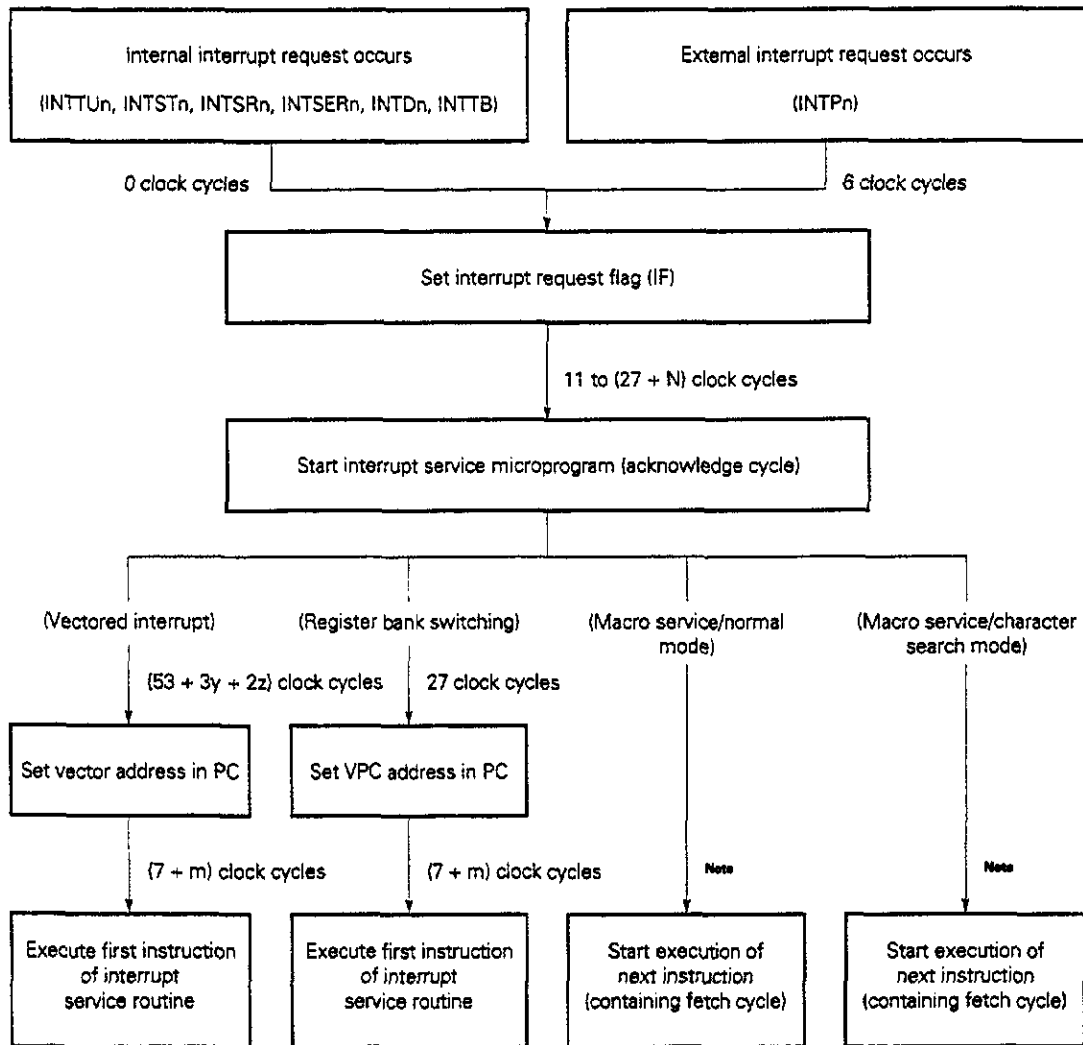 Internal interrupt request occurs
(INTTUn, INTSTn, INTSRn, INTSERn, INTDn, INTTB)
External interrupt request occurs
(INTPn)
0 clock cycles
6 clock cycles
Set interrupt request flag (IF)
11 to (27 + N) clock cycles
Start interrupt service microprogram (acknowledge cycle)
(Vectored interrupt)
(Register bank switching)
(Macro service/normal
mode)
(Macro service/character
search mode)
(53 + 3y + 2z) clock cycles
27 clock cycles
Set vector address in PC
Set VPC address in PC
(7 + m) clock cycles
(7 + m) clock cycles
Note
Note
Execute first instruction
of interrupt
service routine
Execute first instruction
of interrupt
service routine
Start execution of
next instruction
(containing fetch cycle)
Start execution of
next instruction
(containing fetch cycle)